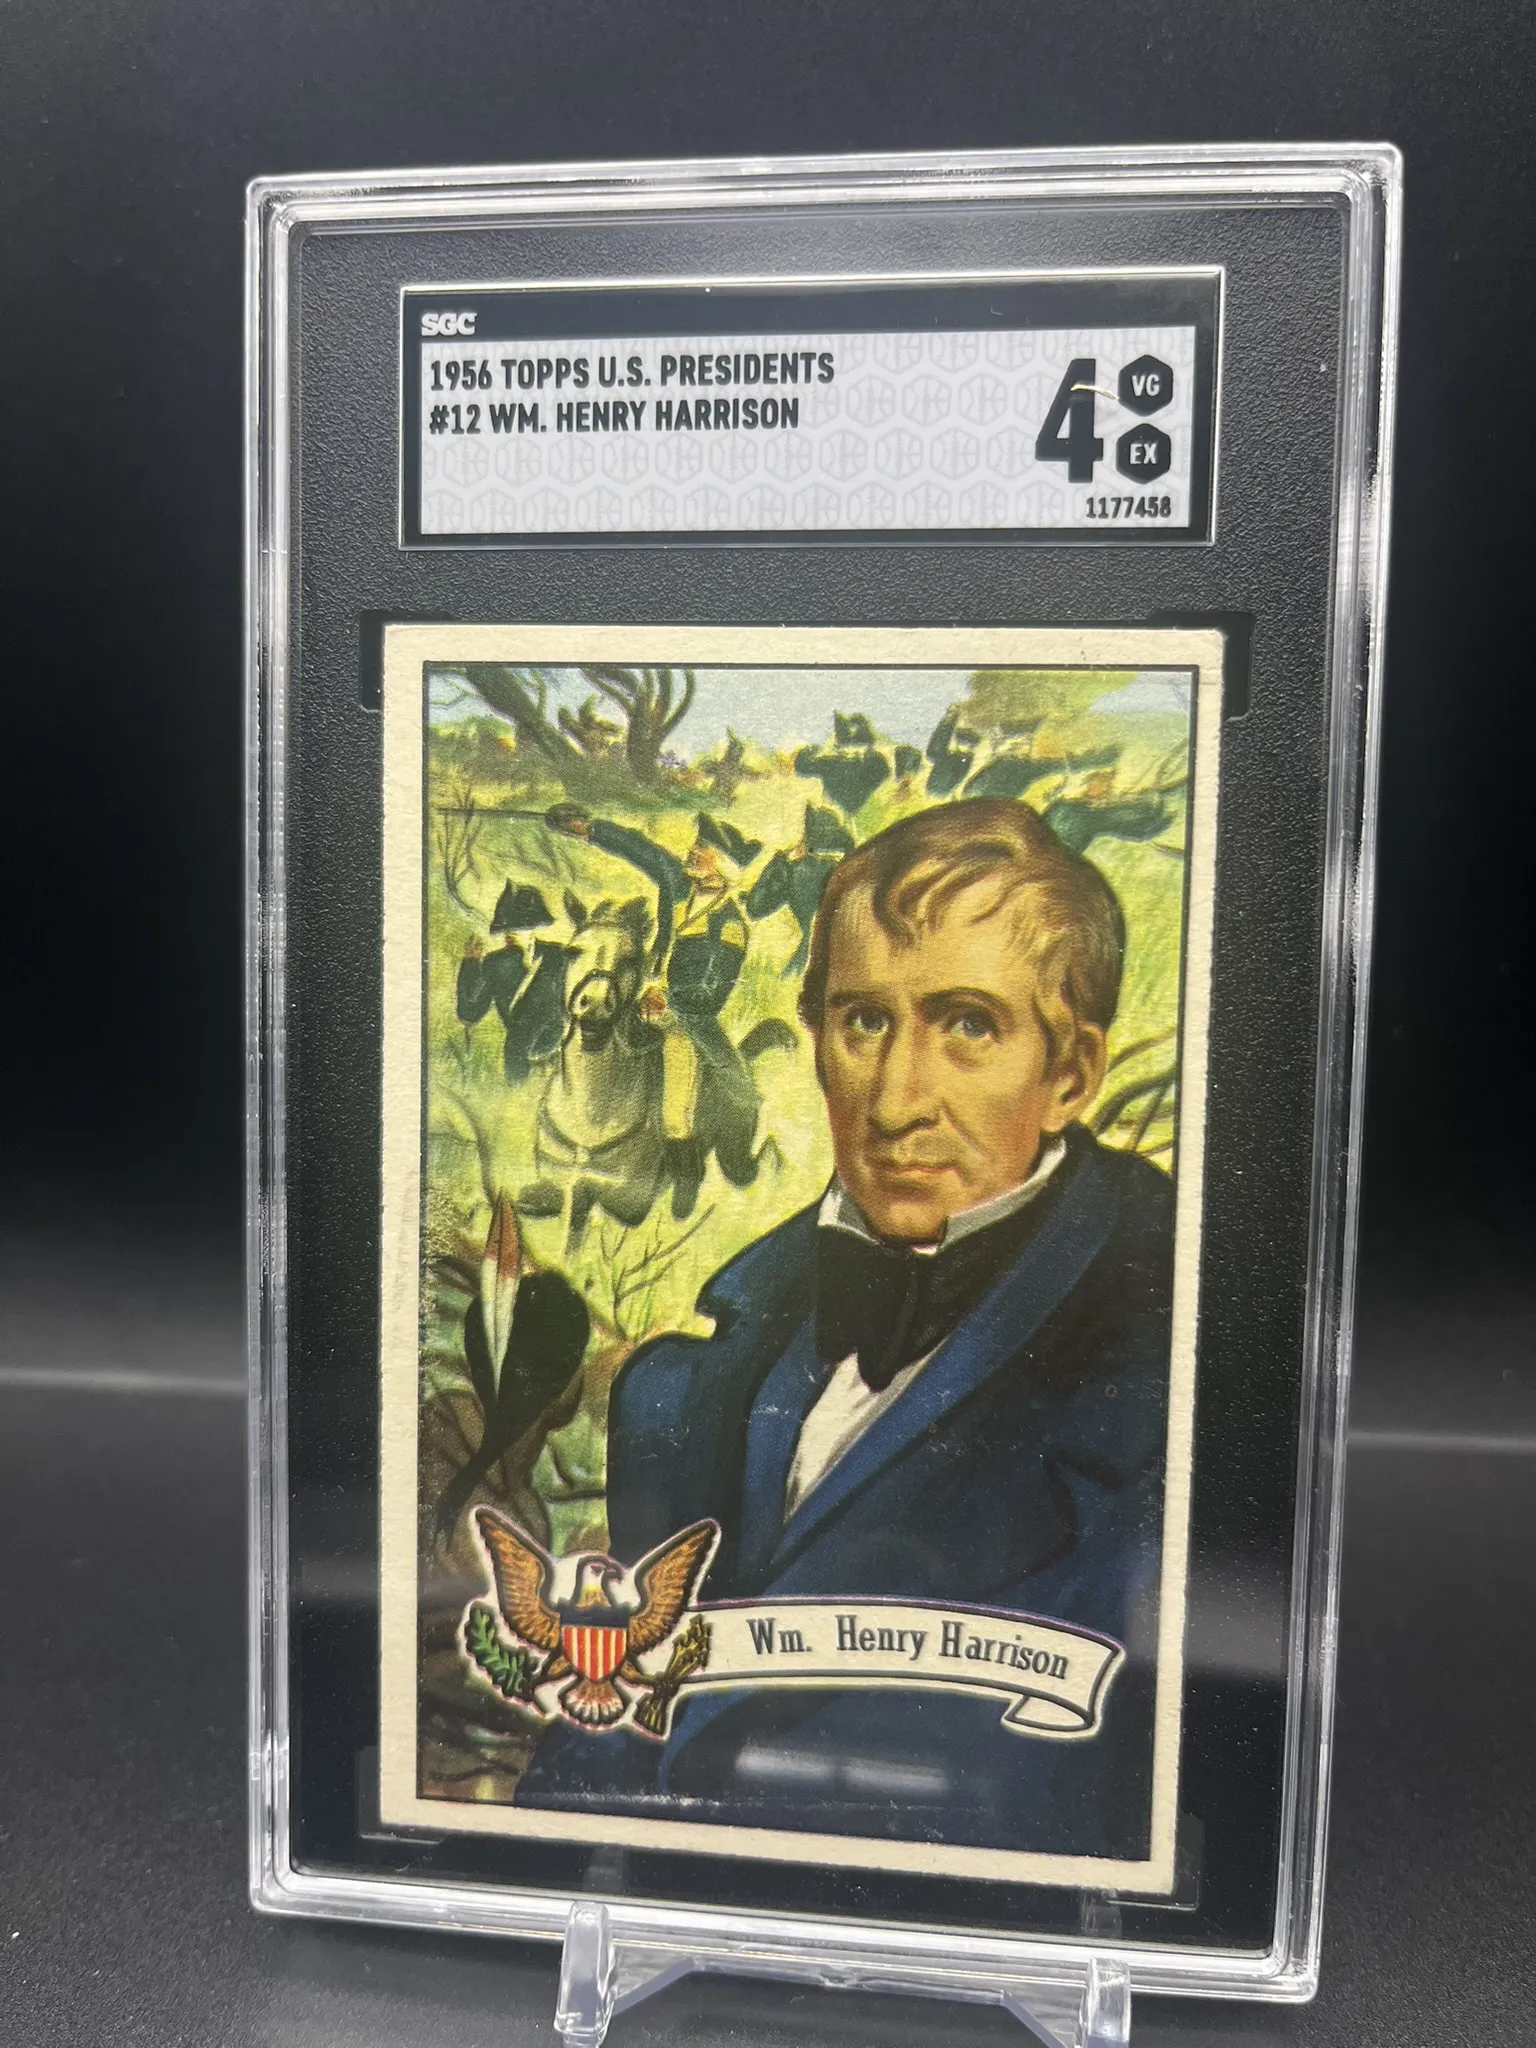 SGC
1956 TOPPS U.S. PRESIDENTS
#12 WM. HENRY HARRISON
4
VG
EX
1177458
Wm. Henry Harrison